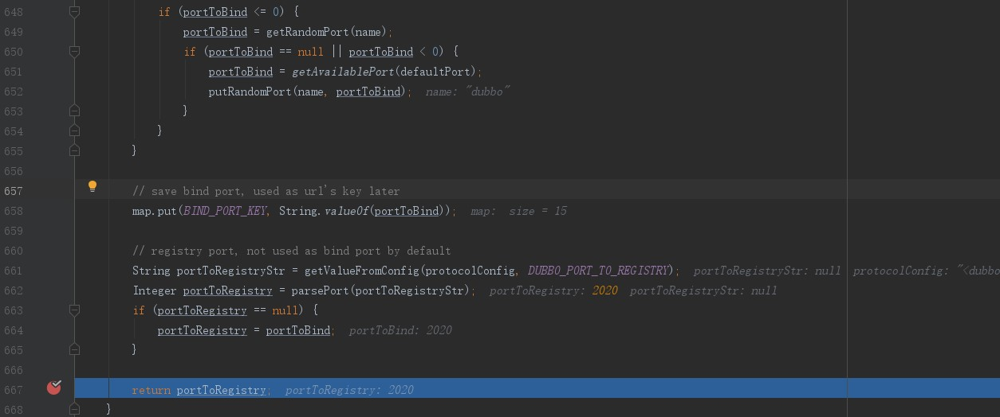 648 if (portToBind <= 0) {
649 portToBind = getRandomPort(name);
650 if (portToBind == null || portToBind < 0) {
651 portToBind = getAvailablePort(defaultPort);
652 putRandomPort(name, portToBind); name: "dubbo"
653 }
654 }
655 }
656
657 // save bind port, used as url's key later
658 map.put(BIND_PORT_KEY, String.valueOf(portToBind)); map: size = 15
659
660 // registry port, not used as bind port by default
661 String portToRegistryStr = getValueFromConfig(protocolConfig, DUBBO_PORT_TO_REGISTRY); portToRegistryStr: null protocolConfig: "<dubbo
662 Integer portToRegistry = parsePort(portToRegistryStr); portToRegistry: 2020 portToRegistryStr: null
663 if (portToRegistry == null) {
664 portToRegistry = portToBind; portToBind: 2020
665 }
666
667 return portToRegistry; portToRegistry: 2020
668 }